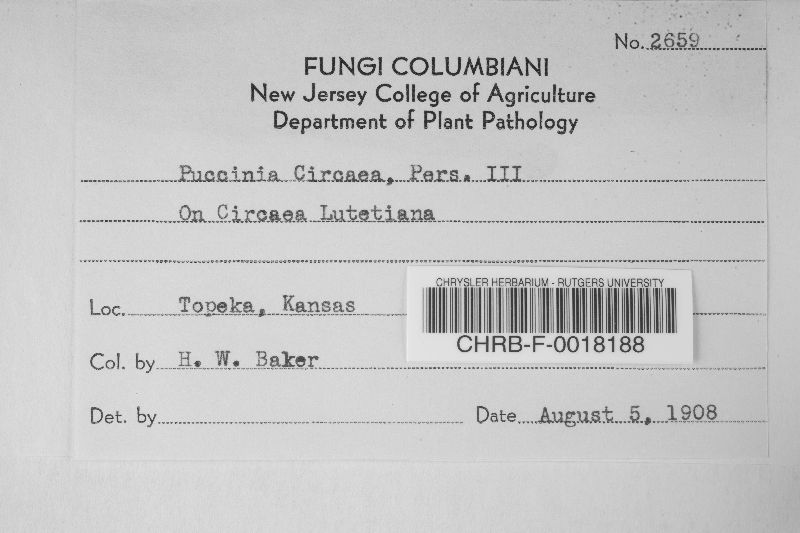 No. 2659
FUNGI COLUMBIANI
New Jersey College of Agriculture
Department of Plant Pathology
Puccinia Circaea, Pers. III
On Circaea Lutetiana
Loc. Topeka, Kansas
CHRYSLER HERBARIUM - RUTGERS UNIVERSITY
CHRB-F-0018188
Col. by H. W. Baker
Det. by
Date August 5, 1908